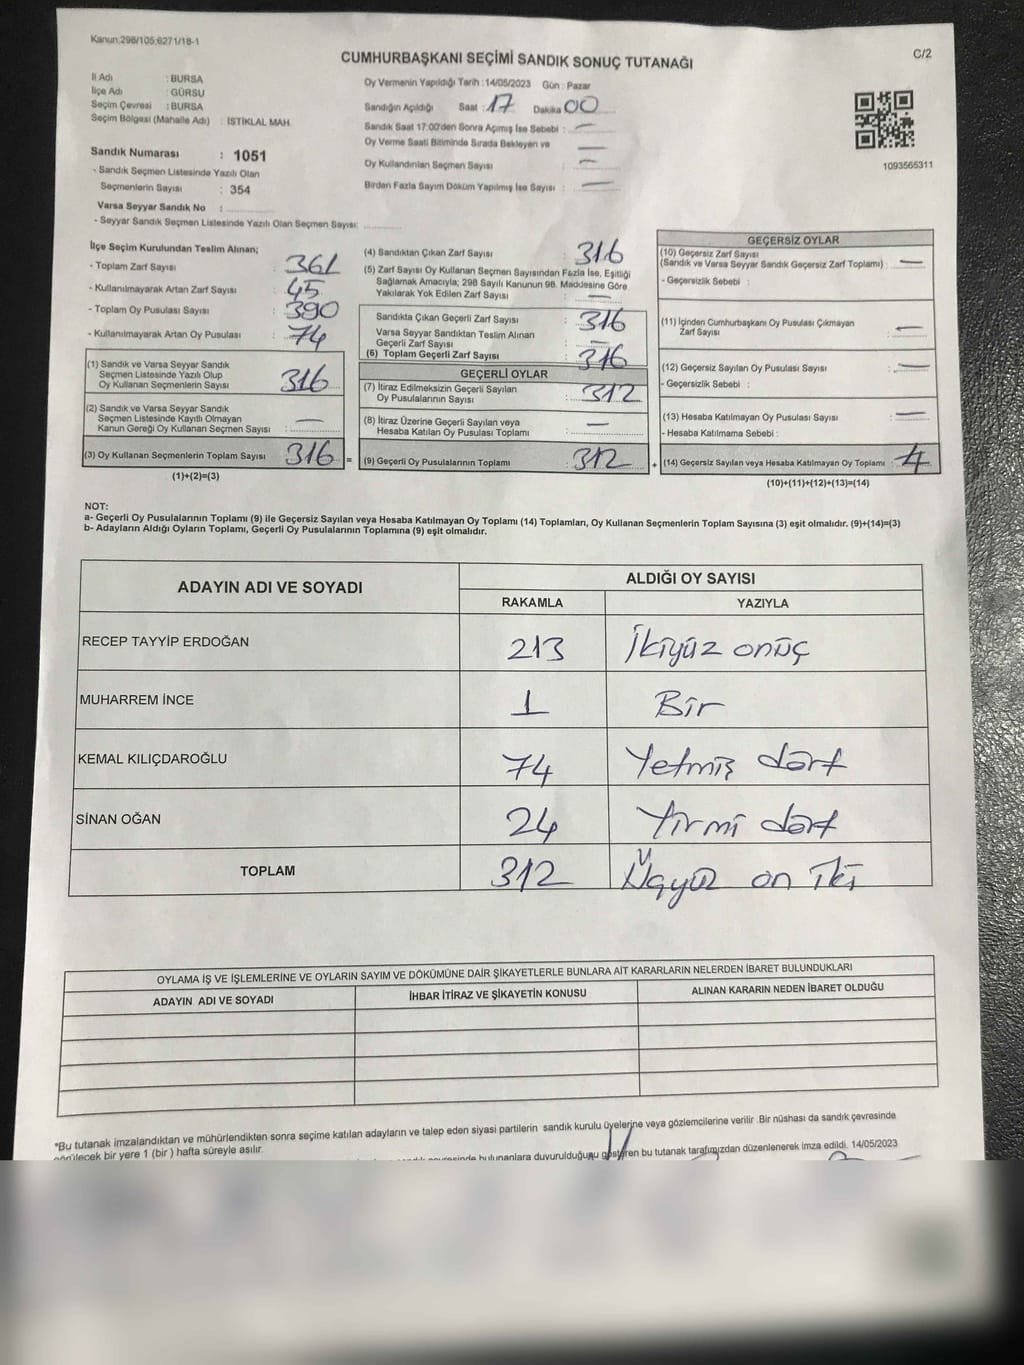 Kanun:298/105;6271/18-1
C/2
CUMHURBAŞKANI SEÇİMİ SANDIK SONUÇ TUTANAĞI
İl Adı : BURSA
İlçe Adı : GÜRSU
Seçim Çevresi : BURSA
Seçim Bölgesi (Mahalle Adı) : İSTİKLAL MAH.
Sandık Numarası : 1051
- Sandık Seçmen Listesinde Yazılı Olan
Seçmenlerin Sayısı : 354
Varsa Seyyar Sandık No :
- Seyyar Sandık Seçmen Listesinde Yazılı Olan Seçmen Sayısı:
Oy Vermenin Yapıldığı Tarih : 14/05/2023 Gün : Pazar
Sandığın Açıldığı Saat : 17 Dakika 00
Sandık Saat 17:00'den Sonra Açımış İse Sebebi : —
Oy Verme Saati Bitiminde Sırada Bekleyen ve —
Oy Kullandırılan Seçmen Sayısı —
Birden Fazla Sayım Döküm Yapılmış İse Sayısı : —
1093565311
İlçe Seçim Kurulundan Teslim Alınan;
- Toplam Zarf Sayısı : 361
- Kullanılmayarak Artan Zarf Sayısı : 45
- Toplam Oy Pusulası Sayısı : 390
- Kullanılmayarak Artan Oy Pusulası : 74
(1) Sandık ve Varsa Seyyar Sandık
Seçmen Listesinde Yazılı Olup
Oy Kullanan Seçmenlerin Sayısı 316
(2) Sandık ve Varsa Seyyar Sandık
Seçmen Listesinde Kayıtlı Olmayan
Kanun Gereği Oy Kullanan Seçmen Sayısı : —
(3) Oy Kullanan Seçmenlerin Toplam Sayısı 316 =
(1)+(2)=(3)
(4) Sandıktan Çıkan Zarf Sayısı 316
(5) Zarf Sayısı Oy Kullanan Seçmen Sayısından Fazla İse, Eşitliği
Sağlamak Amacıyla; 298 Sayılı Kanunun 98. Maddesine Göre
Yakılarak Yok Edilen Zarf Sayısı : —
Sandıkta Çıkan Geçerli Zarf Sayısı : 316
Varsa Seyyar Sandıktan Teslim Alınan
Geçerli Zarf Sayısı : —
(6) Toplam Geçerli Zarf Sayısı : 316
GEÇERLİ OYLAR
(7) İtiraz Edilmeksizin Geçerli Sayılan
Oy Pusulalarının Sayısı : 312
(8) İtiraz Üzerine Geçerli Sayılan veya
Hesaba Katılan Oy Pusulası Toplamı : —
(9) Geçerli Oy Pusulalarının Toplamı : 312 +
GEÇERSİZ OYLAR
(10) Geçersiz Zarf Sayısı
(Sandık ve Varsa Seyyar Sandık Geçersiz Zarf Toplamı) : —
- Geçersizlik Sebebi :
(11) İçinden Cumhurbaşkanı Oy Pusulası Çıkmayan
Zarf Sayısı : —
(12) Geçersiz Sayılan Oy Pusulası Sayısı : —
- Geçersizlik Sebebi :
(13) Hesaba Katılmayan Oy Pusulası Sayısı : —
- Hesaba Katılmama Sebebi :
(14) Geçersiz Sayılan veya Hesaba Katılmayan Oy Toplamı : 4
(10)+(11)+(12)+(13)=(14)
NOT:
a- Geçerli Oy Pusulalarının Toplamı (9) ile Geçersiz Sayılan veya Hesaba Katılmayan Oy Toplamı (14) Toplamları, Oy Kullanan Seçmenlerin Toplam Sayısına (3) eşit olmalıdır. (9)+(14)=(3)
b- Adayların Aldığı Oyların Toplamı, Geçerli Oy Pusulalarının Toplamına (9) eşit olmalıdır.
ADAYIN ADI VE SOYADI
ALDIĞI OY SAYISI
RAKAMLA YAZIYLA
RECEP TAYYİP ERDOĞAN 213 İkiyüz onüç
MUHARREM İNCE 1 Bir
KEMAL KILIÇDAROĞLU 74 Yetmiş dört
SİNAN OĞAN 24 Yirmi dört
TOPLAM 312 Üçyüz on iki
OYLAMA İŞ VE İŞLEMLERİNE VE OYLARIN SAYIM VE DÖKÜMÜNE DAİR ŞİKAYETLERLE BUNLARA AİT KARARLARIN NELERDEN İBARET BULUNDUKLARI
ADAYIN ADI VE SOYADI
İHBAR İTİRAZ VE ŞİKAYETİN KONUSU
ALINAN KARARIN NEDEN İBARET OLDUĞU
*Bu tutanak imzalandıktan ve mühürlendikten sonra seçime katılan adayların ve talep eden siyasi partilerin sandık kurulu üyelerine veya gözlemcilerine verilir .Bir nüshası da sandık çevresinde
görülecek bir yere 1 (bir ) hafta süreyle asılır.
bulunanlara duyurulduğunu gösteren bu tutanak tarafımızdan düzenlenerek imza edildi. 14/05/2023